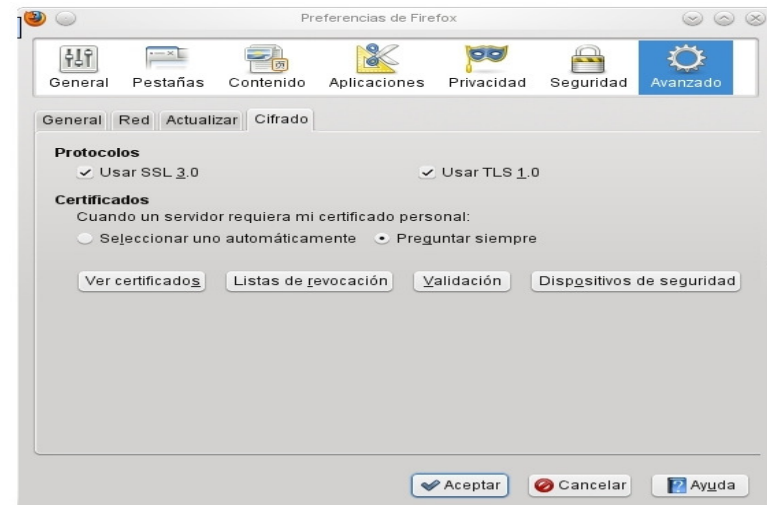 Preferencias de Firefox
General Pestañas Contenido Aplicaciones Privacidad Seguridad Avanzado
General Red Actualizar Cifrado
Protocolos
Usar SSL 3.0 Usar TLS 1.0
Certificados
Cuando un servidor requiera mi certificado personal:
Seleccionar uno automáticamente Preguntar siempre
Ver certificados Listas de revocación Validación Dispositivos de seguridad
Aceptar Cancelar Ayuda